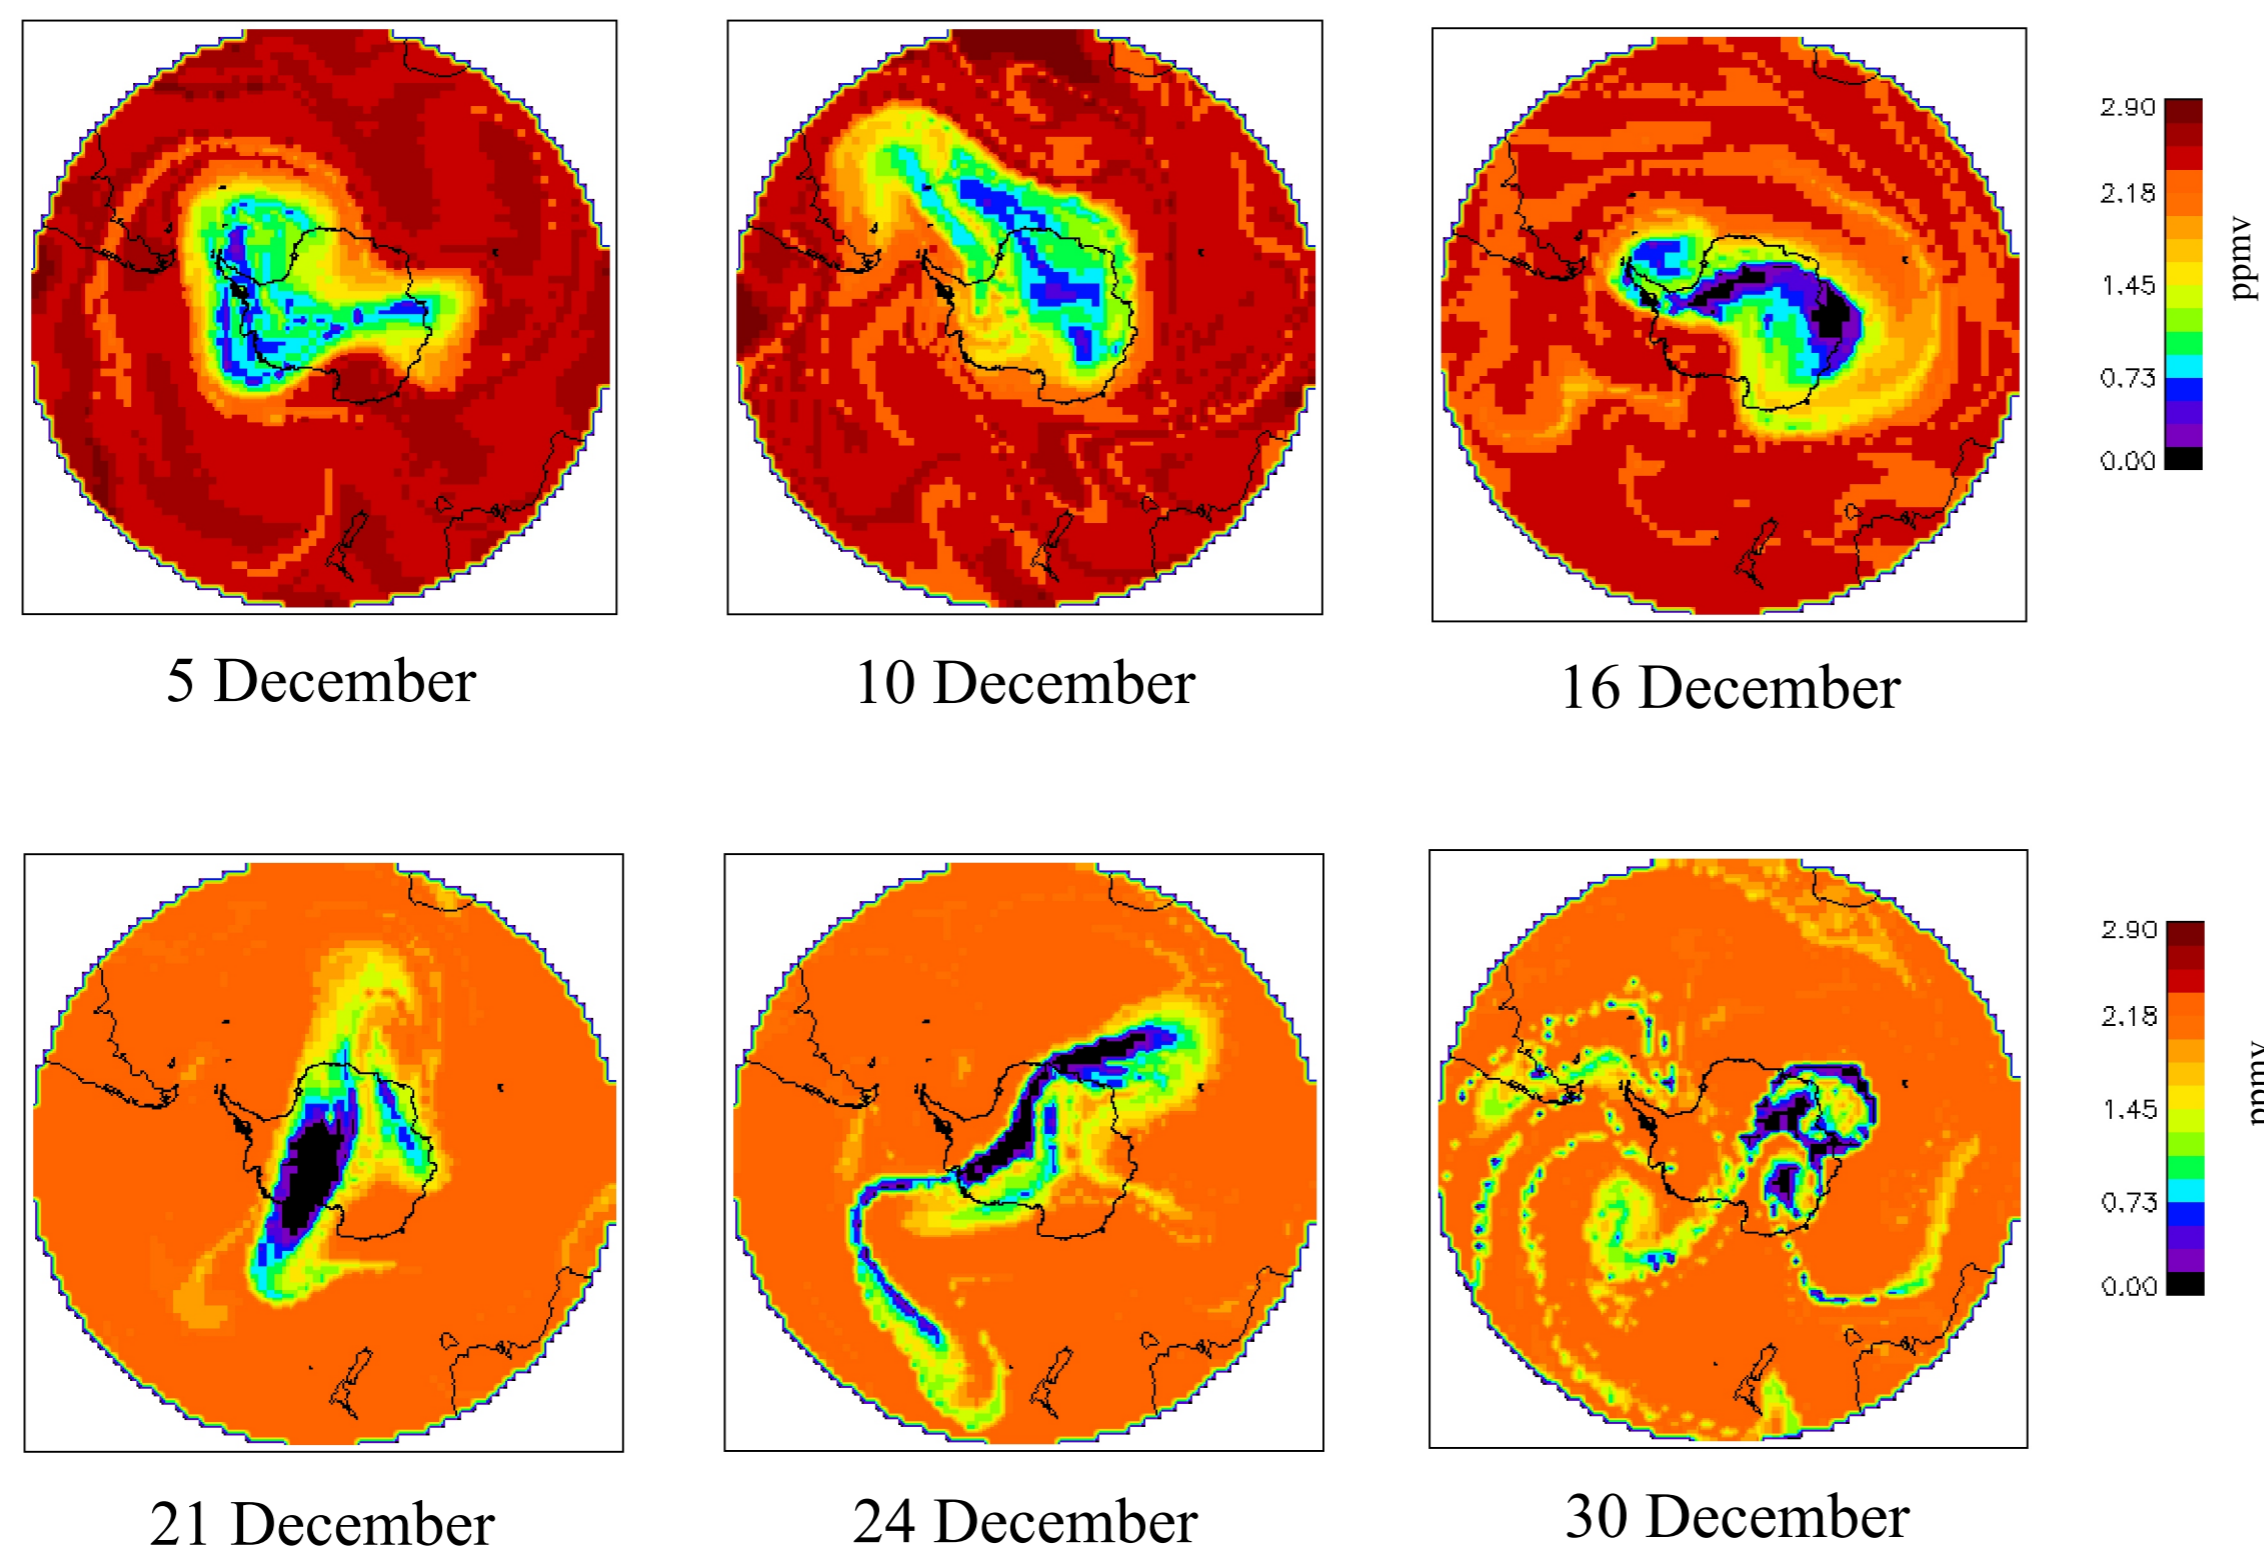 2.90
2.18
1.45
0.73
0.00
ppmv
5 December
10 December
16 December
2.90
2.18
1.45
0.73
0.00
ppmv
21 December
24 December
30 December